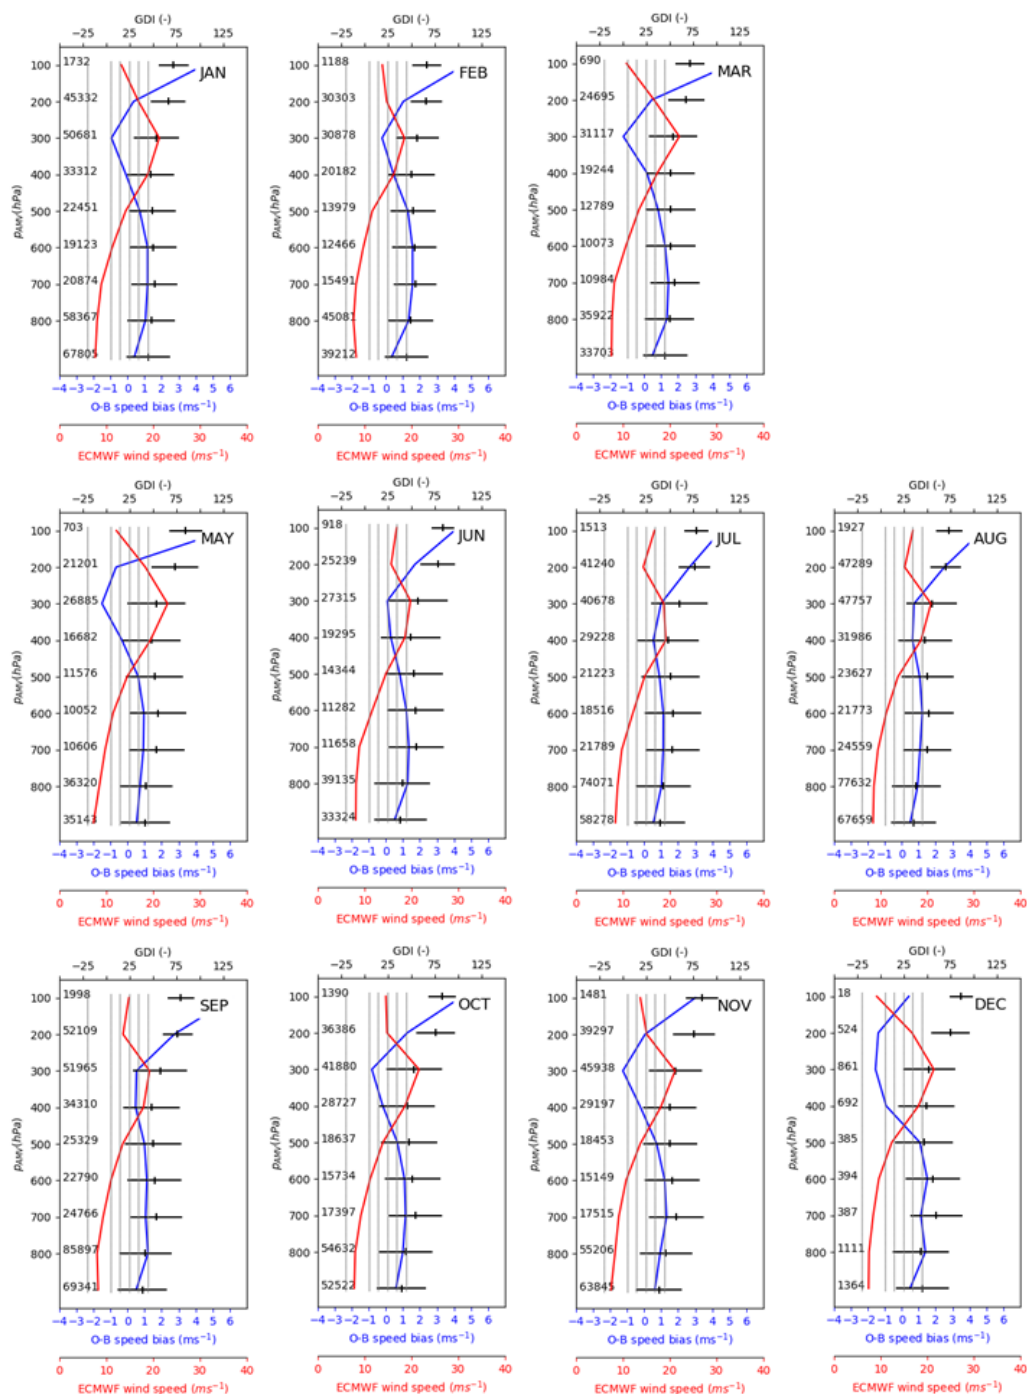 GDI (-) GDI (-) GDI (-)
−25 25 75 125 −25 25 75 125 −25 25 75 125
100 1732 JAN 100 1188 FEB 100 690 MAR
200 45332 200 30303 200 24695
300 50681 300 30878 300 31117
400 33312 400 20182 400 19244
p_AMV(hPa) p_AMV(hPa) p_AMV(hPa)
500 22451 500 13979 500 12789
600 19123 600 12466 600 10073
700 20874 700 15491 700 10984
800 58367 800 45081 800 35922
67805 39212 33703
−4 −3 −2 −1 0 1 2 3 4 5 6 −4 −3 −2 −1 0 1 2 3 4 5 6 −4 −3 −2 −1 0 1 2 3 4 5 6
O-B speed bias (ms⁻¹) O-B speed bias (ms⁻¹) O-B speed bias (ms⁻¹)
0 10 20 30 40 0 10 20 30 40 0 10 20 30 40
ECMWF wind speed (ms⁻¹) ECMWF wind speed (ms⁻¹) ECMWF wind speed (ms⁻¹)
GDI (-) GDI (-) GDI (-) GDI (-)
−25 25 75 125 −25 25 75 125 −25 25 75 125 −25 25 75 125
100 703 MAY 100 918 JUN 100 1513 JUL 100 1927 AUG
200 21201 200 25239 200 41240 200 47289
300 26885 300 27315 300 40678 300 47757
400 16682 400 19295 400 29228 400 31986
p_AMV(hPa) p_AMV(hPa) p_AMV(hPa) p_AMV(hPa)
500 11576 500 14344 500 21223 500 23627
600 10052 600 11282 600 18516 600 21773
700 10606 700 11658 700 21789 700 24559
800 36320 800 39135 800 74071 800 77632
35143 33324 58278 67659
−4 −3 −2 −1 0 1 2 3 4 5 6 −4 −3 −2 −1 0 1 2 3 4 5 6 −4 −3 −2 −1 0 1 2 3 4 5 6 −4 −3 −2 −1 0 1 2 3 4 5 6
O-B speed bias (ms⁻¹) O-B speed bias (ms⁻¹) O-B speed bias (ms⁻¹) O-B speed bias (ms⁻¹)
0 10 20 30 40 0 10 20 30 40 0 10 20 30 40 0 10 20 30 40
ECMWF wind speed (ms⁻¹) ECMWF wind speed (ms⁻¹) ECMWF wind speed (ms⁻¹) ECMWF wind speed (ms⁻¹)
GDI (-) GDI (-) GDI (-) GDI (-)
−25 25 75 125 −25 25 75 125 −25 25 75 125 −25 25 75 125
100 1998 SEP 100 1390 OCT 100 1481 NOV 100 18 DEC
200 52109 200 36386 200 39297 200 524
300 51965 300 41880 300 45938 300 861
400 34310 400 28727 400 29197 400 692
p_AMV(hPa) p_AMV(hPa) p_AMV(hPa) p_AMV(hPa)
500 25329 500 18637 500 18453 500 385
600 22790 600 15734 600 15149 600 394
700 24766 700 17397 700 17515 700 387
800 85897 800 54632 800 55206 800 1111
69341 52522 63845 1364
−4 −3 −2 −1 0 1 2 3 4 5 6 −4 −3 −2 −1 0 1 2 3 4 5 6 −4 −3 −2 −1 0 1 2 3 4 5 6 −4 −3 −2 −1 0 1 2 3 4 5 6
O-B speed bias (ms⁻¹) O-B speed bias (ms⁻¹) O-B speed bias (ms⁻¹) O-B speed bias (ms⁻¹)
0 10 20 30 40 0 10 20 30 40 0 10 20 30 40 0 10 20 30 40
ECMWF wind speed (ms⁻¹) ECMWF wind speed (ms⁻¹) ECMWF wind speed (ms⁻¹) ECMWF wind speed (ms⁻¹)